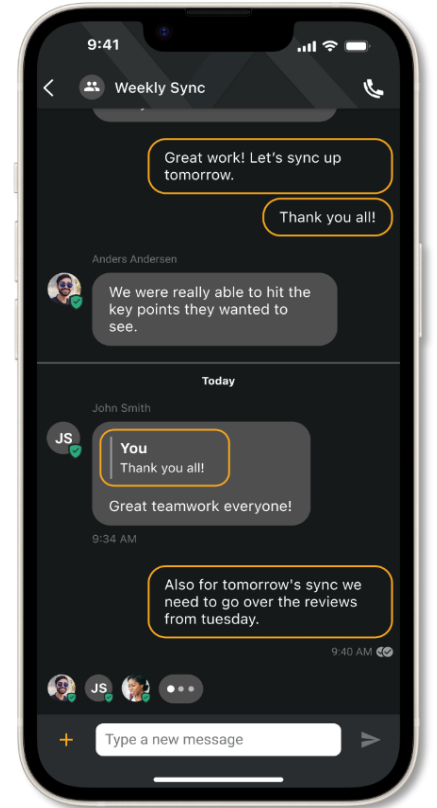 9:41
Weekly Sync
Great work! Let's sync up
tomorrow.
Thank you all!
Anders Andersen
We were really able to hit the
key points they wanted to
see.
Today
John Smith
JS
You
Thank you all!
Great teamwork everyone!
9:34 AM
Also for tomorrow's sync we
need to go over the reviews
from tuesday.
9:40 AM
JS
Type a new message